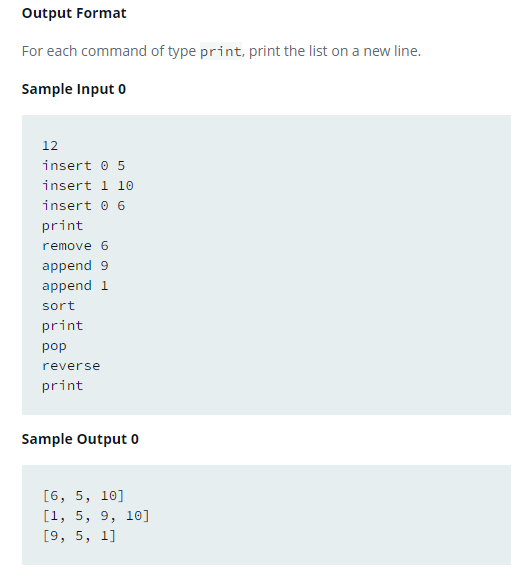 Output Format
For each command of type print, print the list on a new line.
Sample Input 0
12
insert 0 5
insert 1 10
insert 0 6
print
remove 6
append 9
append 1
sort
print
pop
reverse
print
Sample Output 0
[6, 5, 10]
[1, 5, 9, 10]
[9, 5, 1]